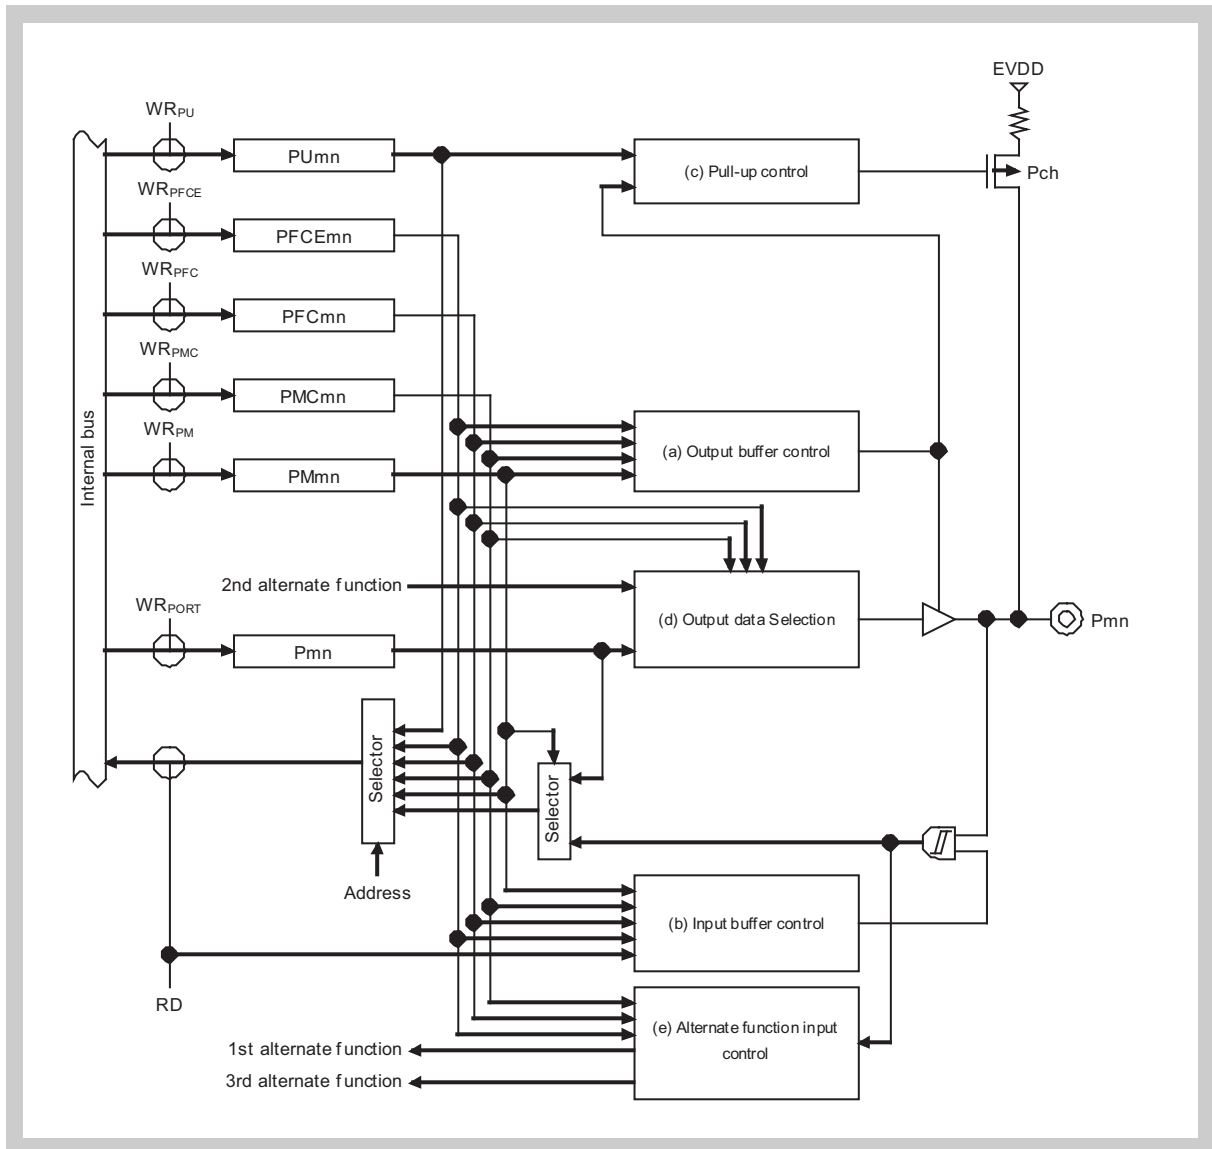 EVDD
WRPU
PUmn
(c) Pull-up control
Pch
WRPFCE
PFCEmn
WRPFC
PFCmn
WRPMC
PMCmn
Internal bus
WRPM
PMmn
(a) Output buffer control
2nd alternate function
WRPORT
Pmn
(d) Output data Selection
Pmn
Selector
Selector
Address
(b) Input buffer control
RD
(e) Alternate function input
control
1st alternate function
3rd alternate function